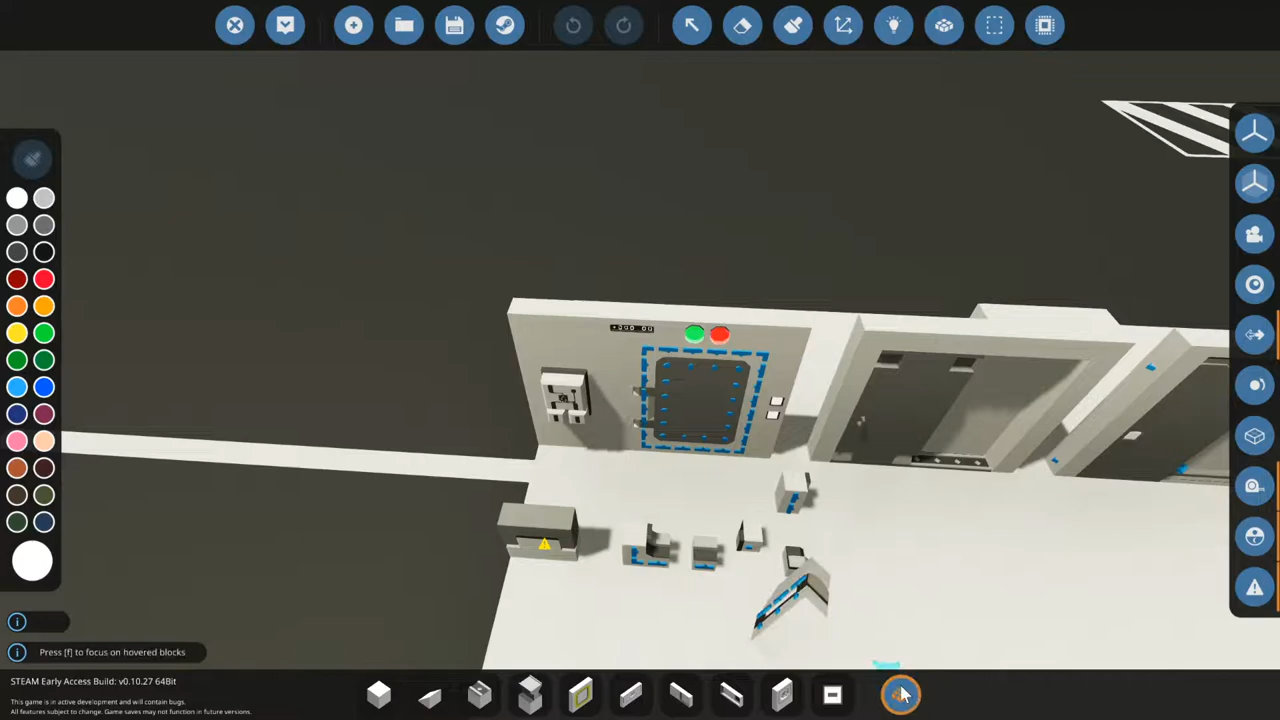 Press [f] to focus on hovered blocks
STEAM Early Access Build: v0.10.27 64Bit
This game is in active development and will contain bugs.
All features subject to change. Game saves may not function in future versions.